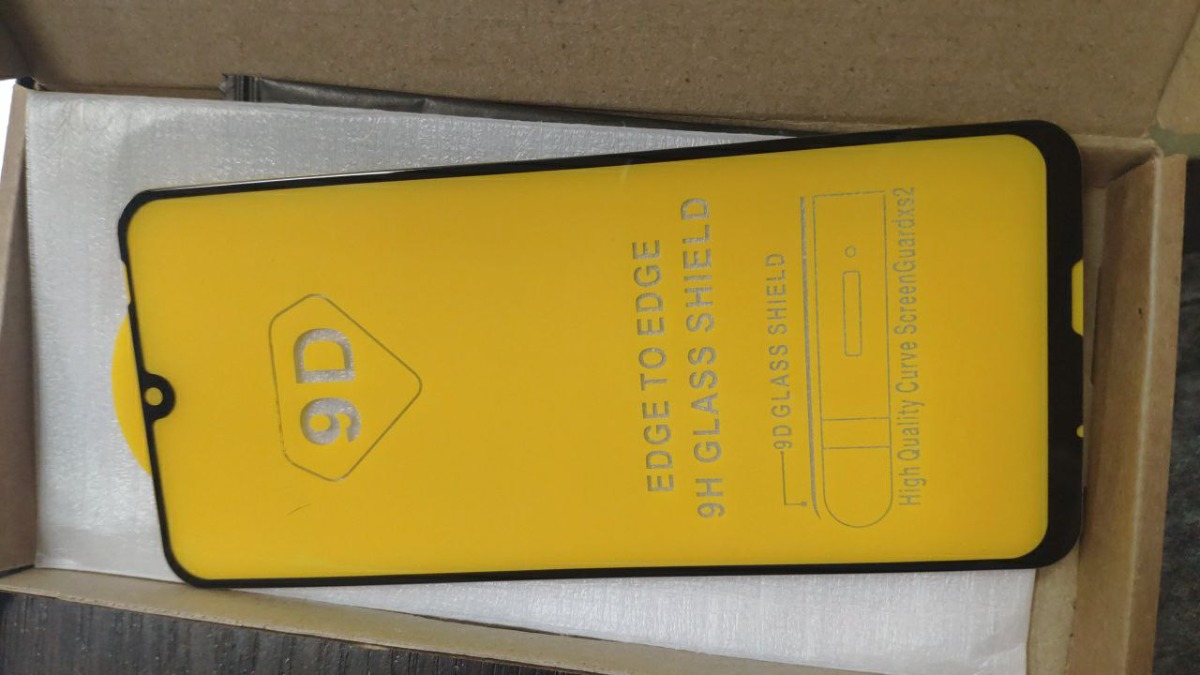 9D
EDGE TO EDGE
9H GLASS SHIELD
9D GLASS SHIELD
High Quality Curve ScreenGuardxs2